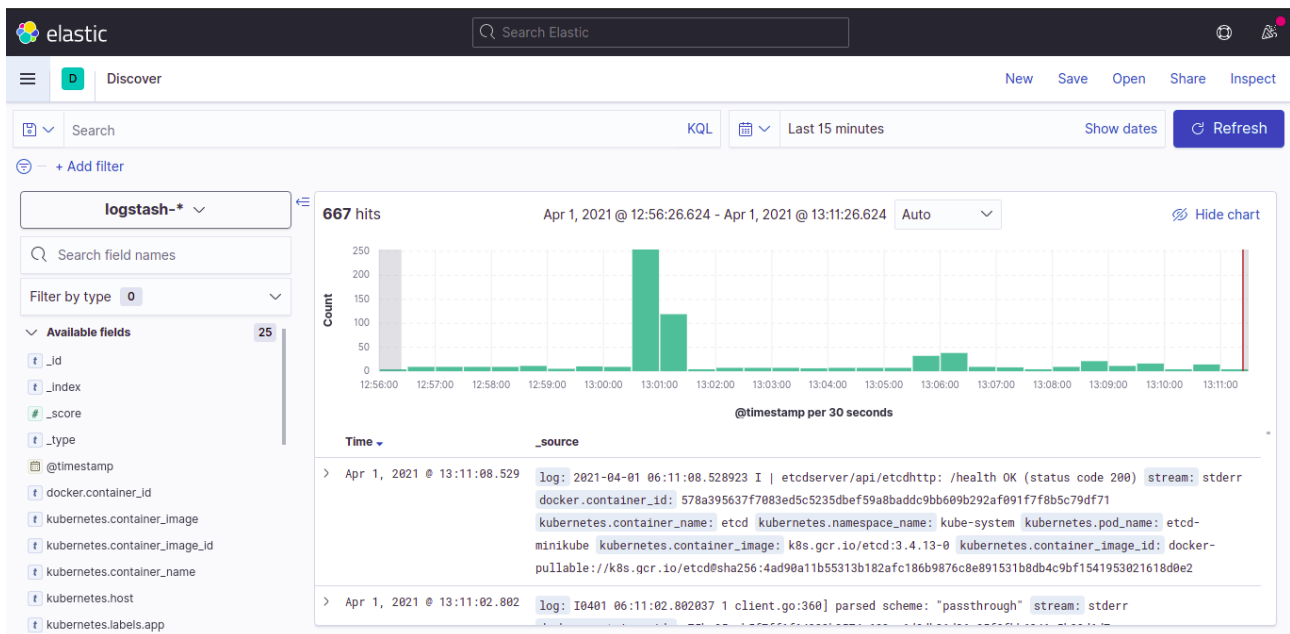 elastic
Search Elastic
D Discover New Save Open Share Inspect
Search KQL Last 15 minutes Show dates Refresh
+ Add filter
logstash-*
667 hits Apr 1, 2021 @ 12:56:26.624 - Apr 1, 2021 @ 13:11:26.624 Auto Hide chart
Search field names
Filter by type 0
Available fields 25
t _id
t _index
# _score
t _type
@timestamp
t docker.container_id
t kubernetes.container_image
t kubernetes.container_image_id
t kubernetes.container_name
t kubernetes.host
t kubernetes.labels.app
Count
250
200
150
100
50
0
12:56:00 12:57:00 12:58:00 12:59:00 13:00:00 13:01:00 13:02:00 13:03:00 13:04:00 13:05:00 13:06:00 13:07:00 13:08:00 13:09:00 13:10:00 13:11:00
@timestamp per 30 seconds
Time _source
Apr 1, 2021 @ 13:11:08.529 log: 2021-04-01 06:11:08.528923 I | etcdserver/api/etcdhttp: /health OK (status code 200) stream: stderr
docker.container_id: 578a395637f7083ed5c5235dbef59a8baddc9bb609b292af091f7f8b5c79df71
kubernetes.container_name: etcd kubernetes.namespace_name: kube-system kubernetes.pod_name: etcd-
minikube kubernetes.container_image: k8s.gcr.io/etcd:3.4.13-0 kubernetes.container_image_id: docker-
pullable://k8s.gcr.io/etcd@sha256:4ad90a11b55313b182afc186b9876c8e891531b8db4c9bf1541953021618d0e2
Apr 1, 2021 @ 13:11:02.802 log: I0401 06:11:02.802037 1 client.go:360] parsed scheme: "passthrough" stream: stderr